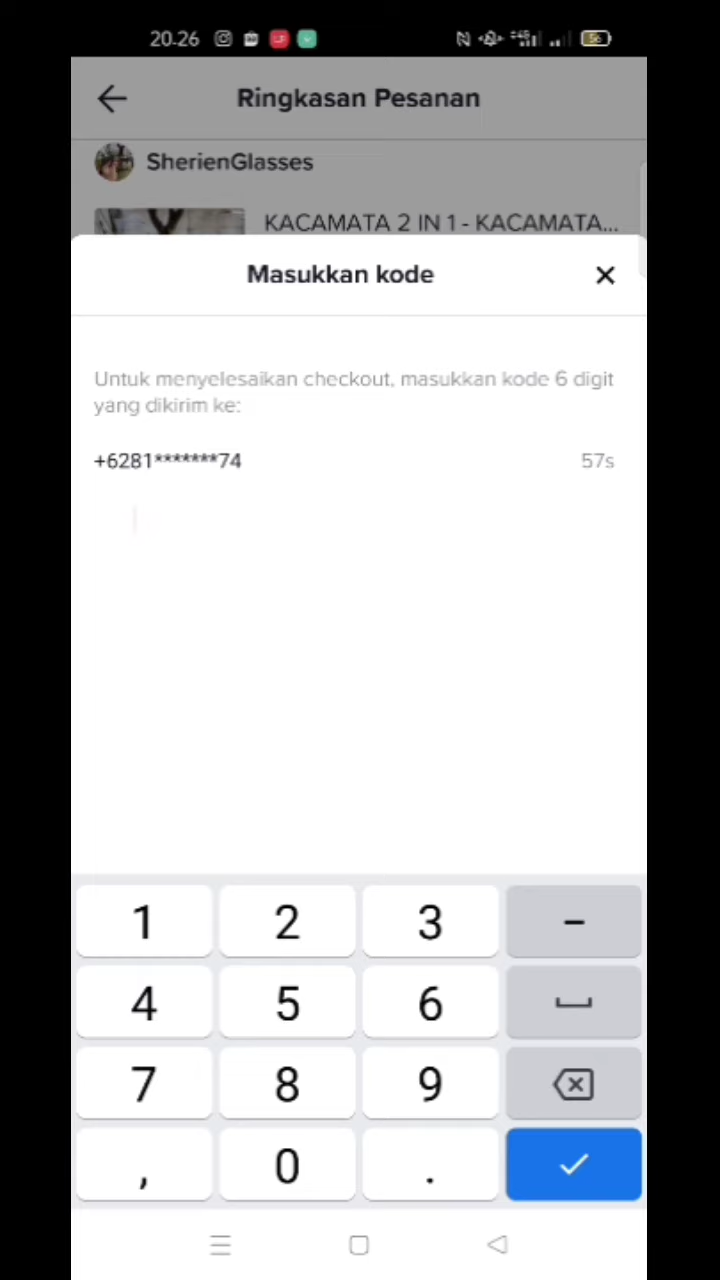 20.26
56
Ringkasan Pesanan
SherienGlasses
KACAMATA 2 IN 1 - KACAMATA...
Masukkan kode
Untuk menyelesaikan checkout, masukkan kode 6 digit
yang dikirim ke:
+6281*******74 57s
1 2 3 -
4 5 6
7 8 9
, 0 .